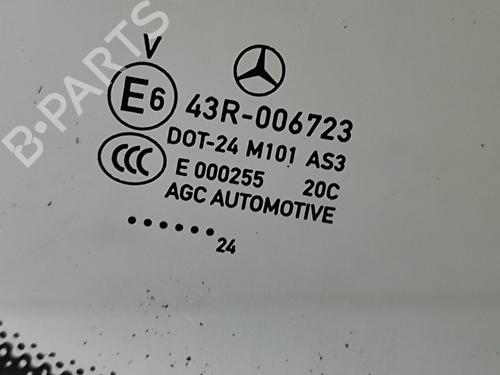 B-PARTS
V
E6 43R-006723
DOT-24 M101 AS3
CCC E 000255 20C
AGC AUTOMOTIVE
...... 24